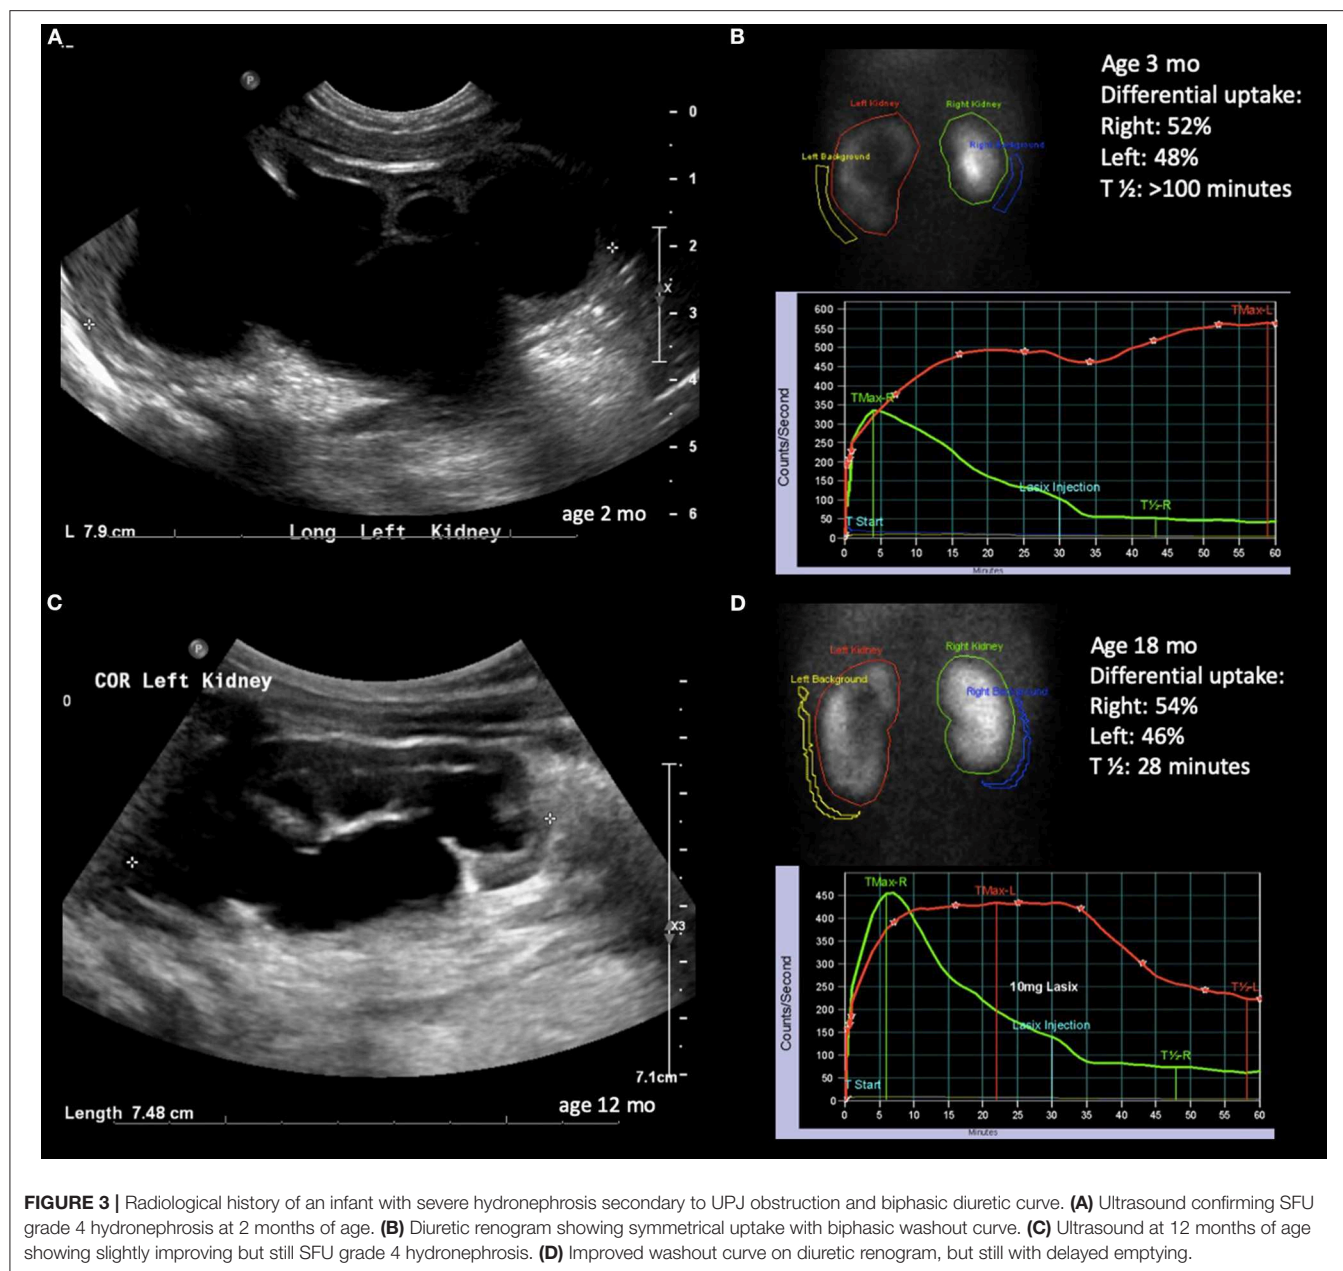 A
P
0
1
2
X
3
4
5
6
L 7.9 cm
Long Left Kidney
age 2 mo
B
Left Kidney
Right Kidney
Left Background
Right Background
Age 3 mo
Differential uptake:
Right: 52%
Left: 48%
T ½: >100 minutes
600
550
500
450
400
350
300
250
200
150
100
50
0
Counts/Second
TMax-L
TMax-R
Lasix Injection
T½-R
T Start
0 5 10 15 20 25 30 35 40 45 50 55 60
Minutes
C
P
COR Left Kidney
0
X3
7.1cm
Length 7.48 cm
age 12 mo
D
Left Kidney
Right Kidney
Left Background
Right Background
Age 18 mo
Differential uptake:
Right: 54%
Left: 46%
T ½: 28 minutes
450
400
350
300
250
200
150
100
50
0
Counts/Second
TMax-R
TMax-L
10mg Lasix
Lasix Injection
T½-L
T½-R
T Start
0 5 10 15 20 25 30 35 40 45 50 55 60
Minutes
FIGURE 3 | Radiological history of an infant with severe hydronephrosis secondary to UPJ obstruction and biphasic diuretic curve. (A) Ultrasound confirming SFU
grade 4 hydronephrosis at 2 months of age. (B) Diuretic renogram showing symmetrical uptake with biphasic washout curve. (C) Ultrasound at 12 months of age
showing slightly improving but still SFU grade 4 hydronephrosis. (D) Improved washout curve on diuretic renogram, but still with delayed emptying.